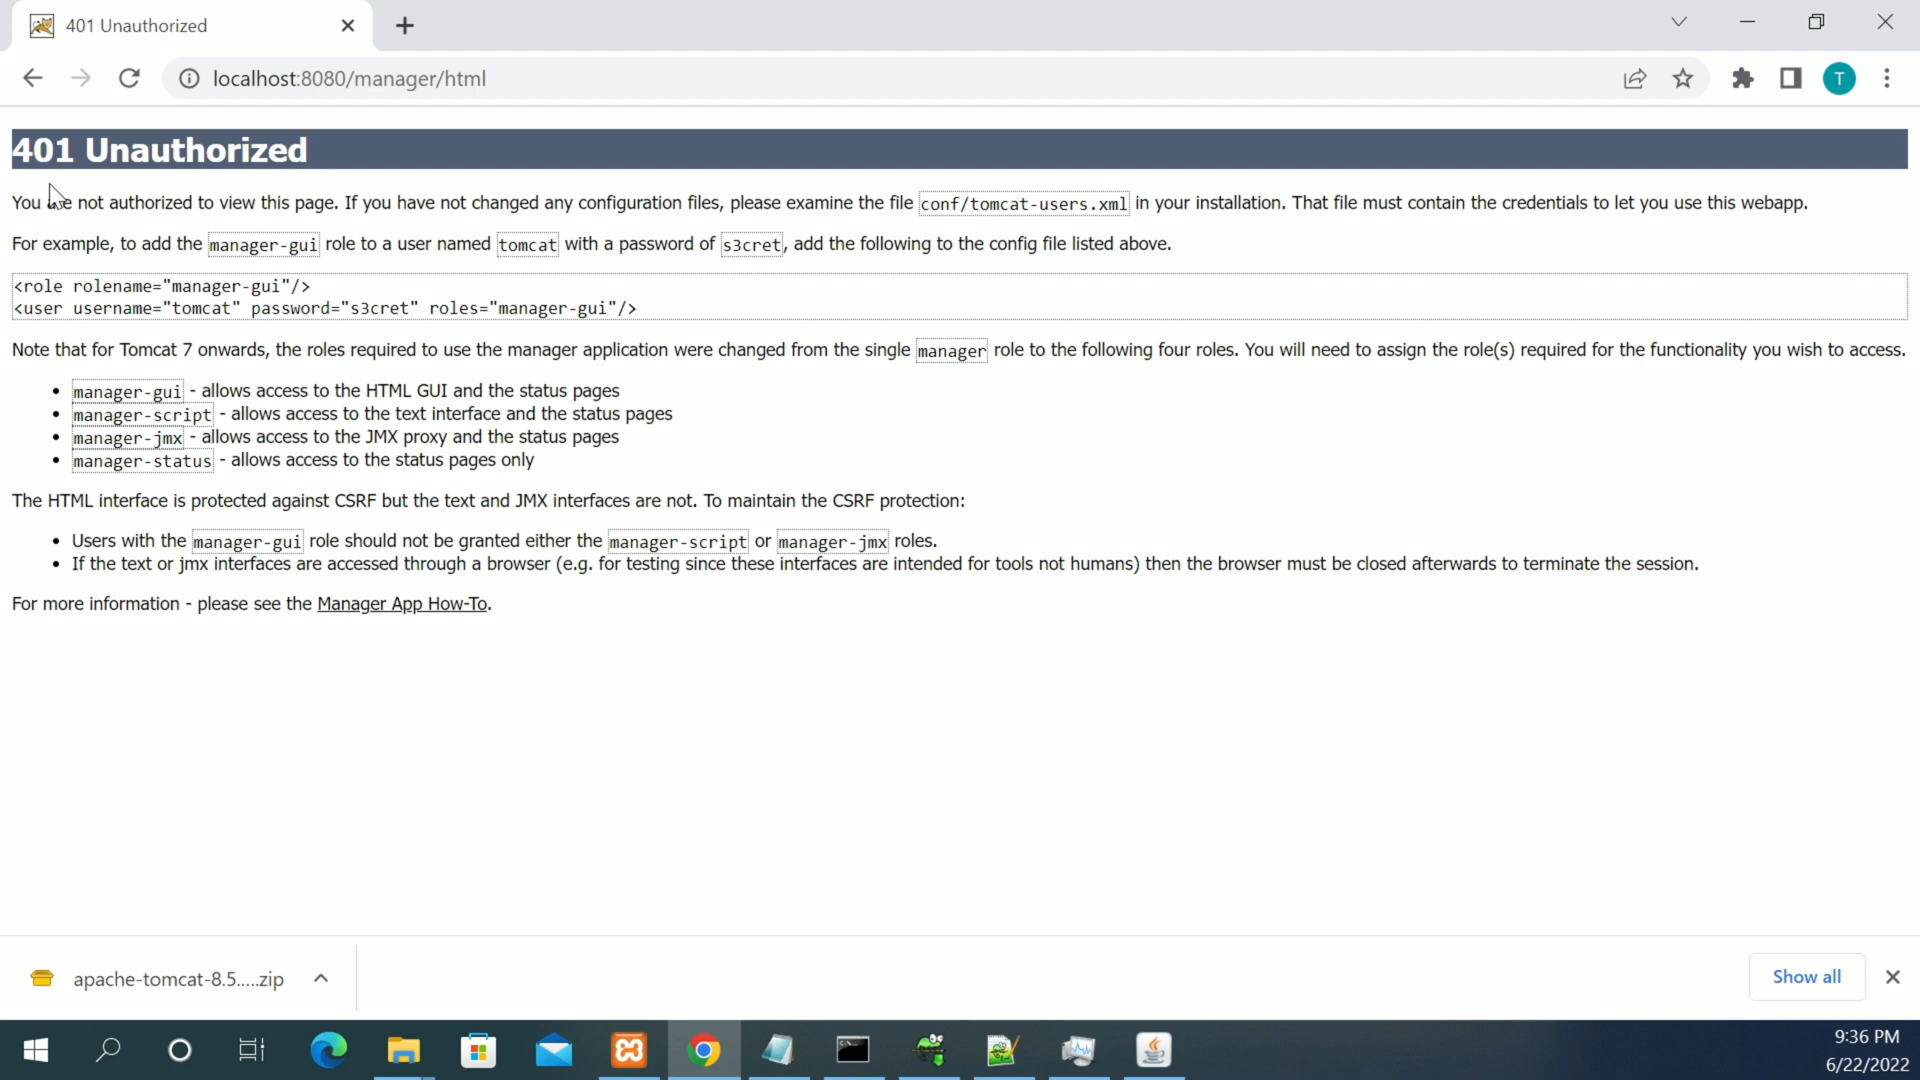 401 Unauthorized
localhost:8080/manager/html
T
401 Unauthorized
You are not authorized to view this page. If you have not changed any configuration files, please examine the file conf/tomcat-users.xml in your installation. That file must contain the credentials to let you use this webapp.
For example, to add the manager-gui role to a user named tomcat with a password of s3cret, add the following to the config file listed above.
<role rolename="manager-gui"/>
<user username="tomcat" password="s3cret" roles="manager-gui"/>
Note that for Tomcat 7 onwards, the roles required to use the manager application were changed from the single manager role to the following four roles. You will need to assign the role(s) required for the functionality you wish to access.
• manager-gui - allows access to the HTML GUI and the status pages
• manager-script - allows access to the text interface and the status pages
• manager-jmx - allows access to the JMX proxy and the status pages
• manager-status - allows access to the status pages only
The HTML interface is protected against CSRF but the text and JMX interfaces are not. To maintain the CSRF protection:
• Users with the manager-gui role should not be granted either the manager-script or manager-jmx roles.
• If the text or jmx interfaces are accessed through a browser (e.g. for testing since these interfaces are intended for tools not humans) then the browser must be closed afterwards to terminate the session.
For more information - please see the Manager App How-To.
apache-tomcat-8.5.....zip
Show all
9:36 PM
6/22/2022